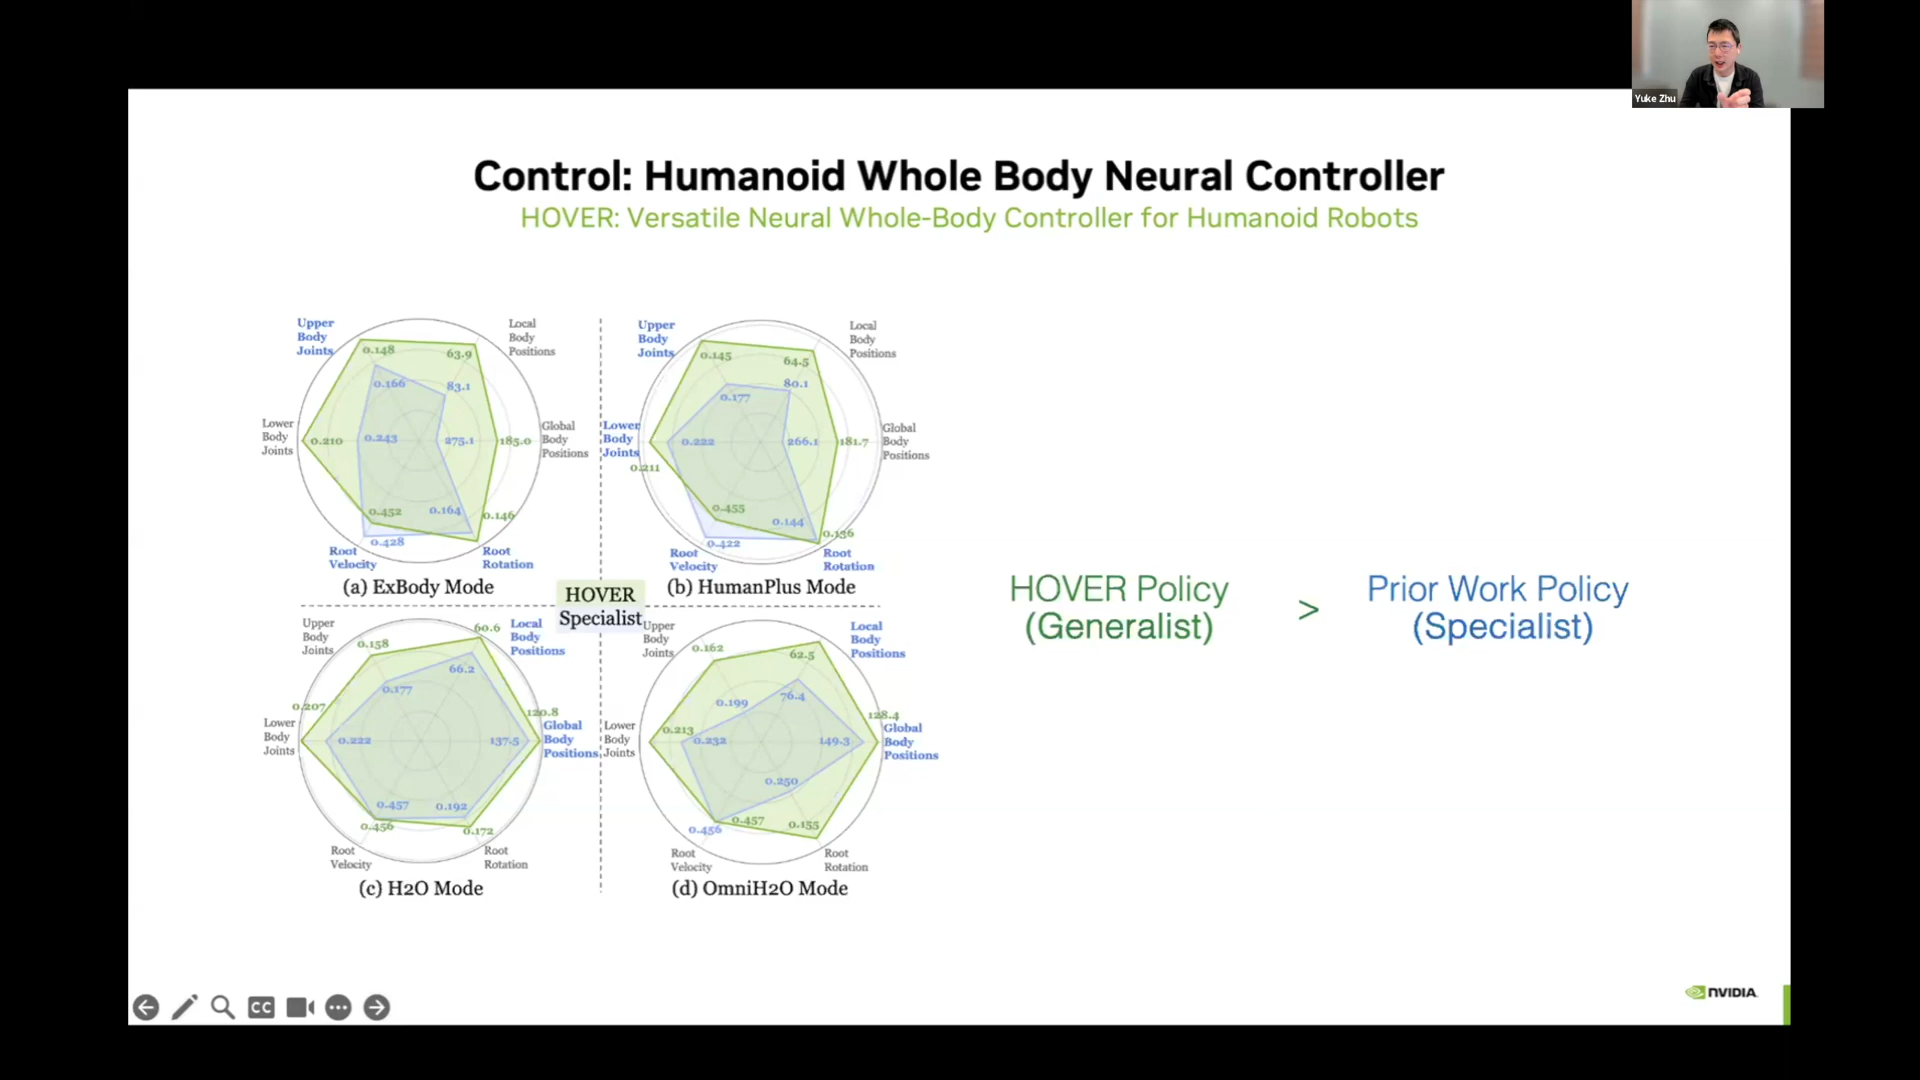 Yuke Zhu
Control: Humanoid Whole Body Neural Controller
HOVER: Versatile Neural Whole-Body Controller for Humanoid Robots
Upper
Body
Joints
Local
Body
Positions
0.148
63.9
0.166
83.1
Lower
Body
Joints
0.210
0.243
275.1
185.0
Global
Body
Positions
0.452
0.164
0.146
0.428
Root
Velocity
Root
Rotation
(a) ExBody Mode
Upper
Body
Joints
Local
Body
Positions
0.145
64.5
80.1
0.177
Lower
Body
Joints
0.222
266.1
181.7
Global
Body
Positions
0.211
0.455
0.144
0.136
0.422
Root
Velocity
Root
Rotation
(b) HumanPlus Mode
HOVER
Specialist
Upper
Body
Joints
0.158
60.6
Local
Body
Positions
66.2
0.177
0.207
120.8
Lower
Body
Joints
0.222
137.5
Global
Body
Positions
0.457
0.192
0.456
0.172
Root
Velocity
Root
Rotation
(c) H2O Mode
Upper
Body
Joints
0.162
62.5
Local
Body
Positions
76.4
0.199
128.4
0.213
Lower
Body
Joints
0.232
149.3
Global
Body
Positions
0.250
0.456
0.457
0.155
Root
Velocity
Root
Rotation
(d) OmniH2O Mode
HOVER Policy
(Generalist)
>
Prior Work Policy
(Specialist)
CC
NVIDIA